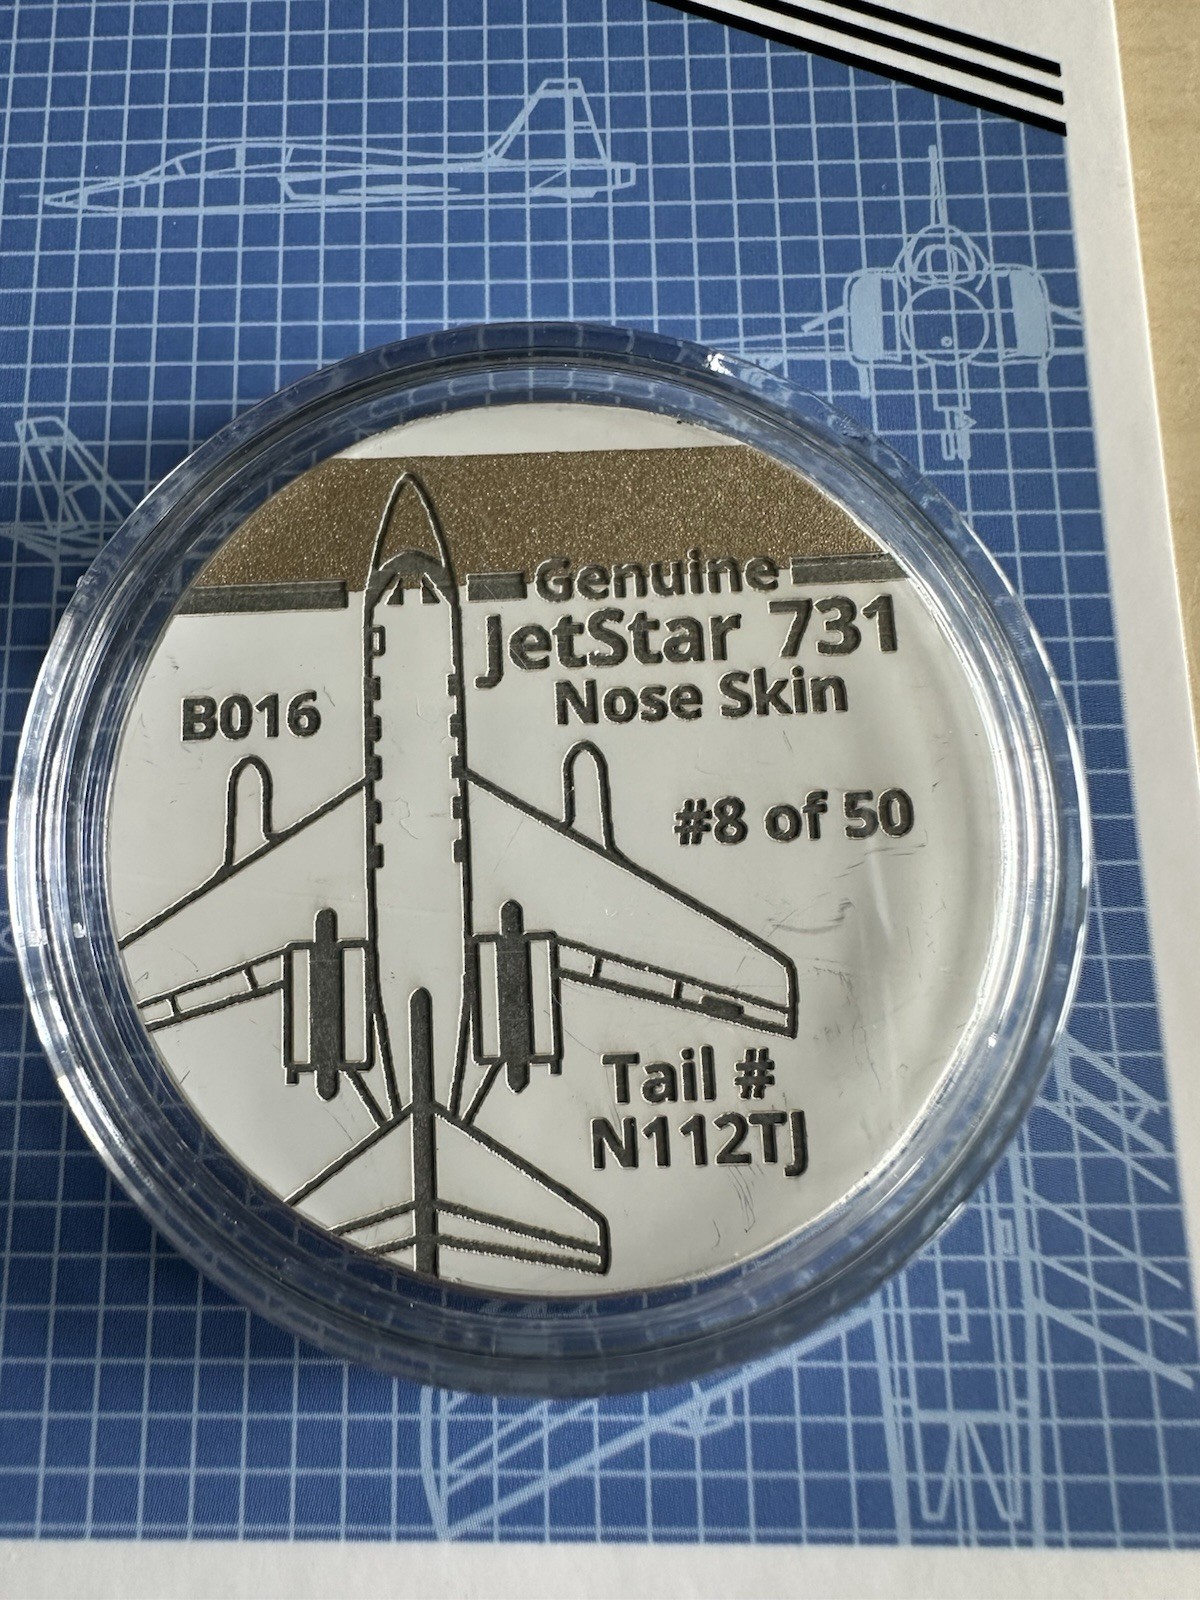 Genuine
JetStar 731
Nose Skin
B016
#8 of 50
Tail #
N112TJ